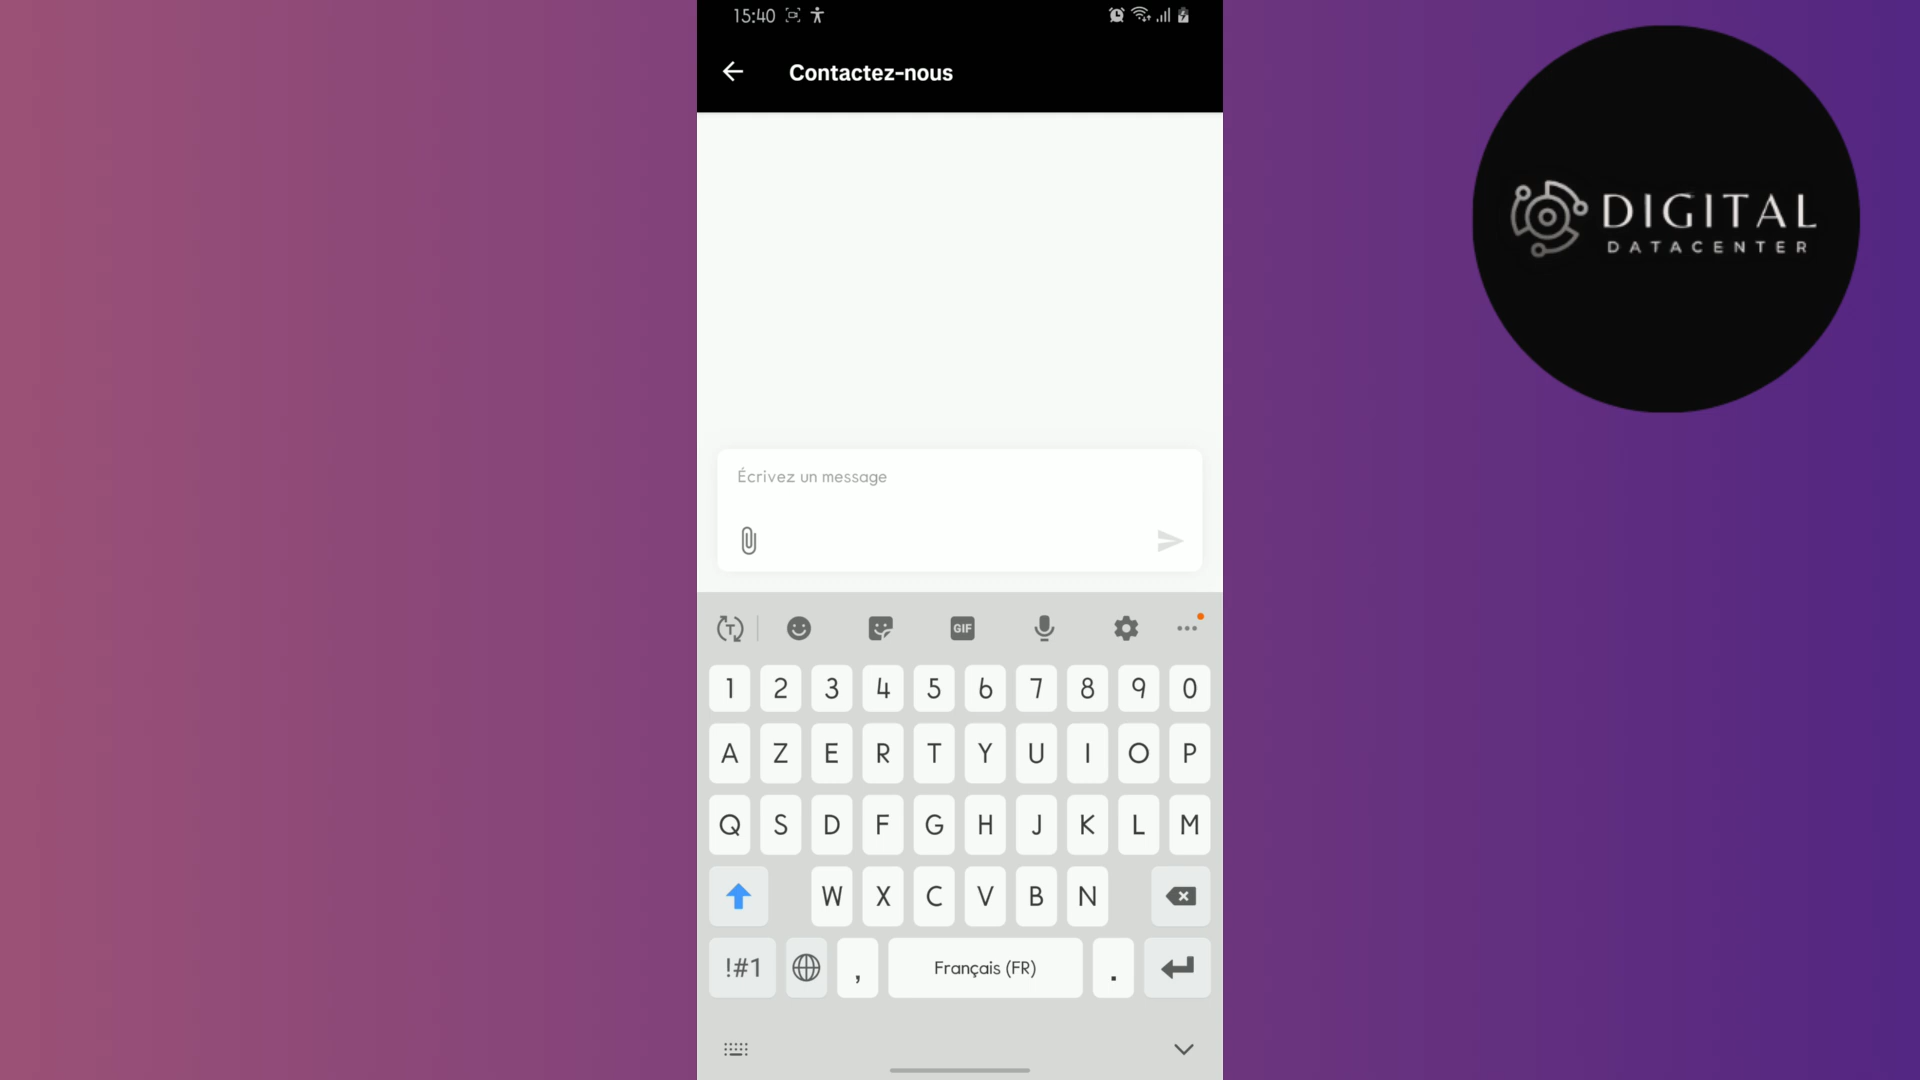 15:40
Contactez-nous
DIGITAL
DATACENTER
Écrivez un message
T
GIF
1 2 3 4 5 6 7 8 9 0
A Z E R T Y U I O P
Q S D F G H J K L M
W X C V B N
!#1 , Français (FR) .